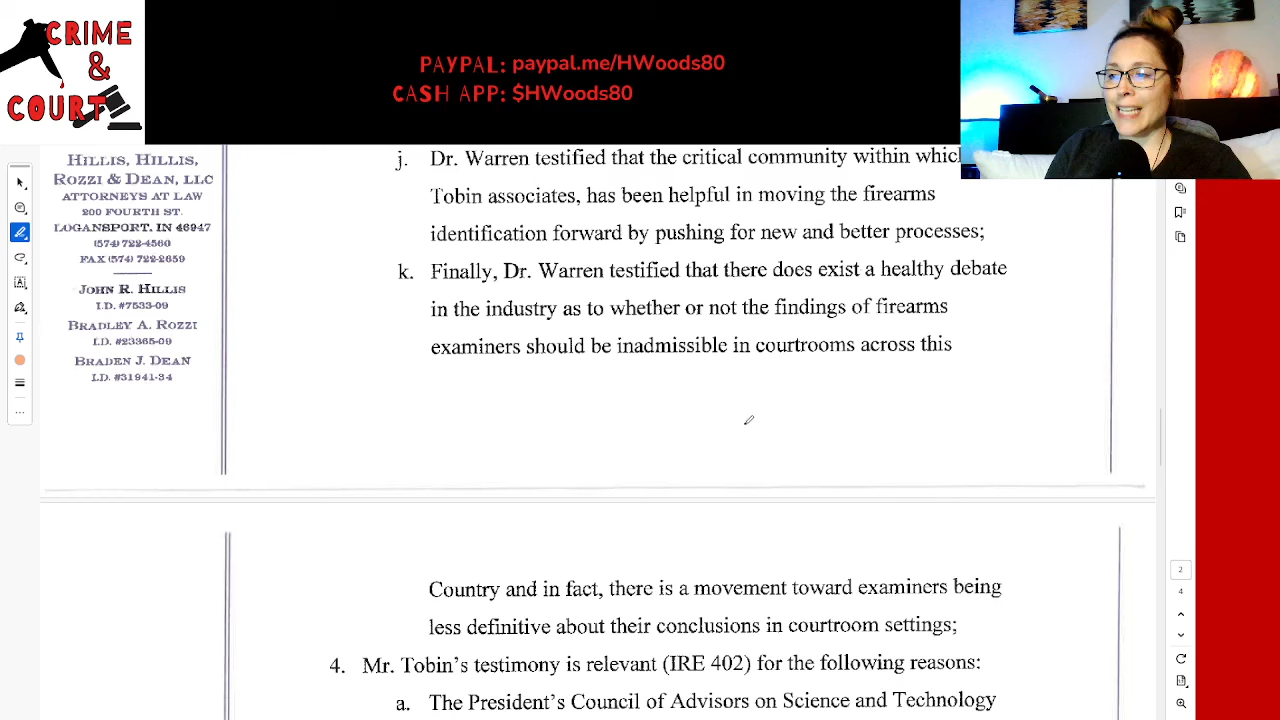 CRIME
&
COURT
PAYPAL: paypal.me/HWoods80
CASH APP: $HWoods80
HILLIS, HILLIS,
ROZZI & DEAN, LLC
ATTORNEYS AT LAW
200 FOURTH ST.
LOGANSPORT, IN 46947
(574) 722-4560
FAX (574) 722-2659
JOHN R. HILLIS
I.D. #7533-09
BRADLEY A. ROZZI
I.D. #23365-09
BRADEN J. DEAN
I.D. #31941-34
j. Dr. Warren testified that the critical community within which
Tobin associates, has been helpful in moving the firearms
identification forward by pushing for new and better processes;
k. Finally, Dr. Warren testified that there does exist a healthy debate
in the industry as to whether or not the findings of firearms
examiners should be inadmissible in courtrooms across this
Country and in fact, there is a movement toward examiners being
less definitive about their conclusions in courtroom settings;
4. Mr. Tobin's testimony is relevant (IRE 402) for the following reasons:
a. The President's Council of Advisors on Science and Technology
2
4